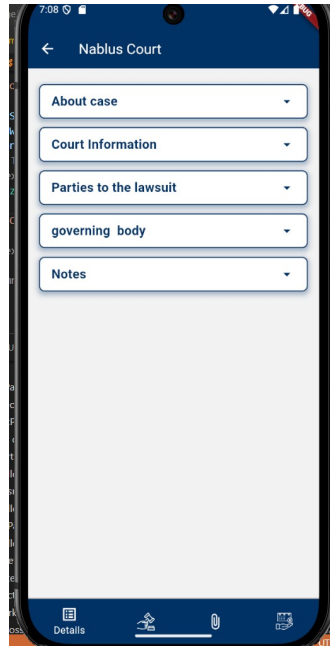 7:08
Nablus Court
About case
Court Information
Parties to the lawsuit
governing body
Notes
Details